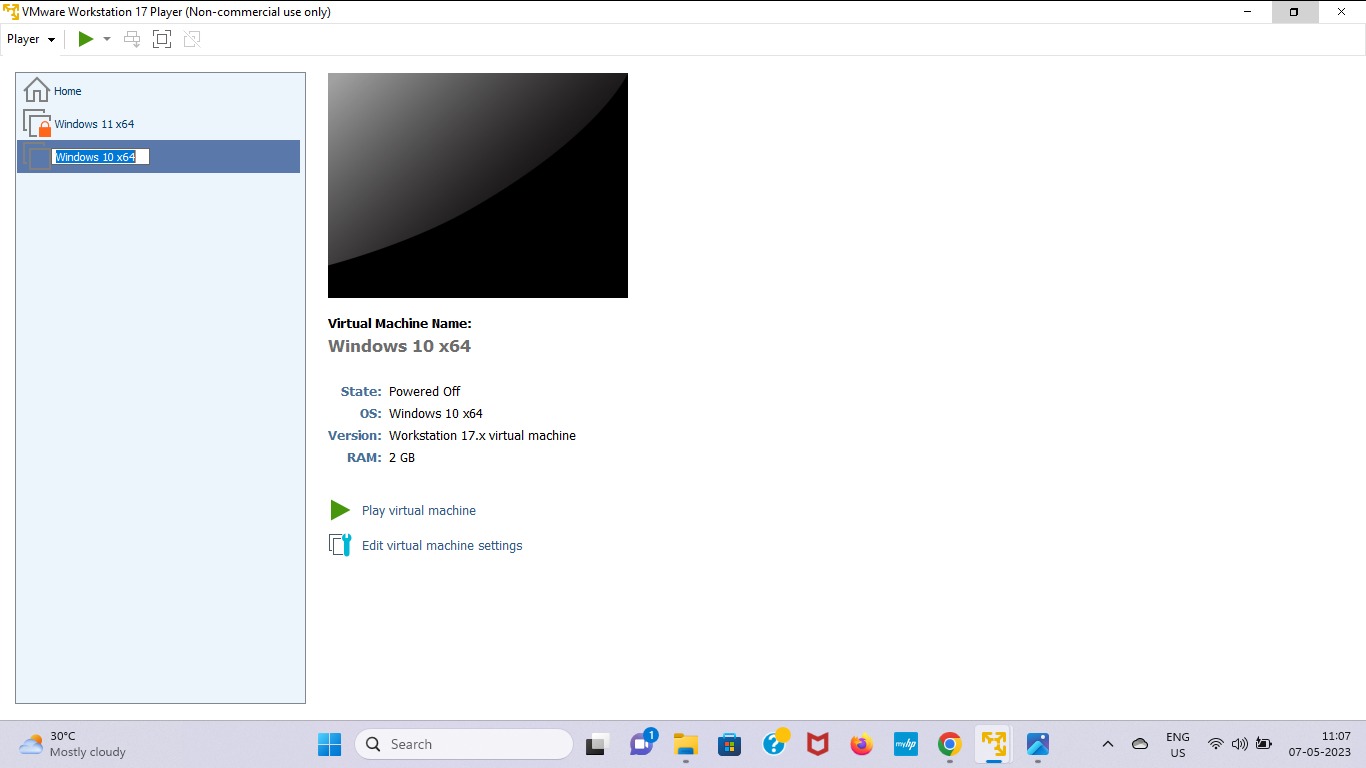 VMware Workstation 17 Player (Non-commercial use only)
Player
Home
Windows 11 x64
Windows 10 x64
Virtual Machine Name:
Windows 10 x64
State: Powered Off
OS: Windows 10 x64
Version: Workstation 17.x virtual machine
RAM: 2 GB
Play virtual machine
Edit virtual machine settings
30°C
Mostly cloudy
Search
1
?
myhp
ENG
US
11:07
07-05-2023